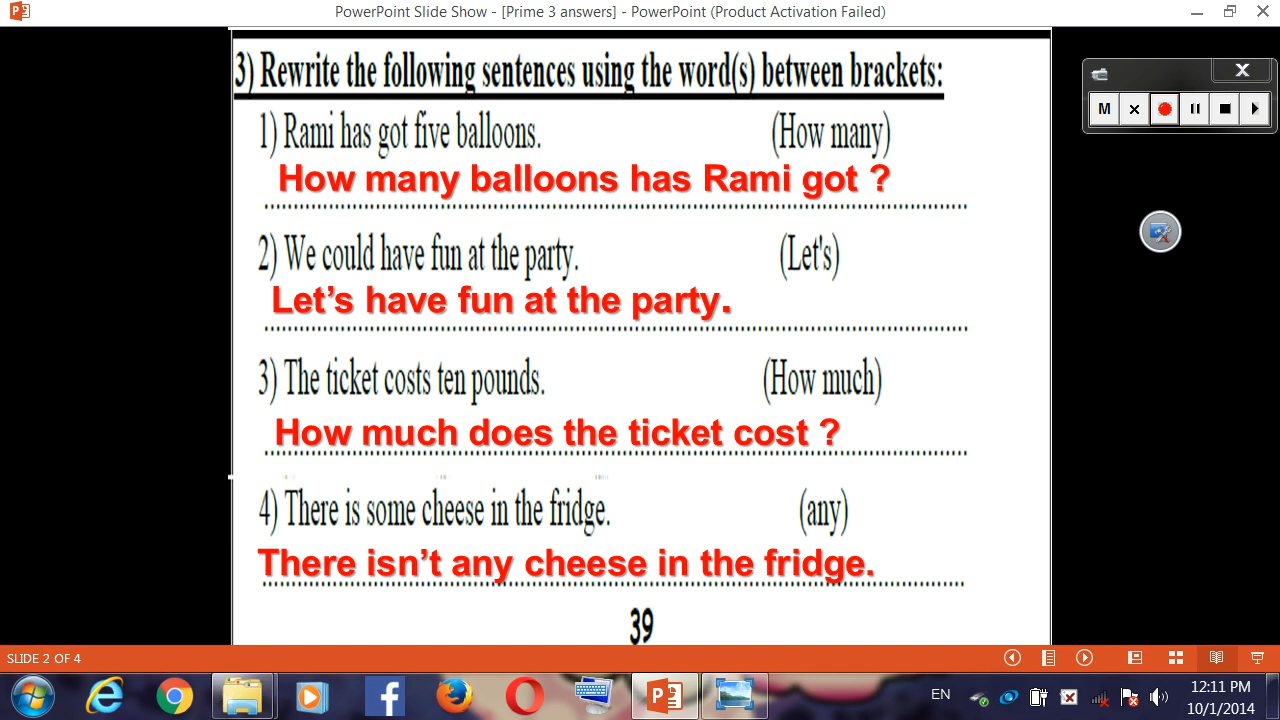 PowerPoint Slide Show - [Prime 3 answers] - PowerPoint (Product Activation Failed)
3) Rewrite the following sentences using the word(s) between brackets:
1) Rami has got five balloons. (How many)
How many balloons has Rami got ?
2) We could have fun at the party. (Let's)
Let’s have fun at the party.
3) The ticket costs ten pounds. (How much)
How much does the ticket cost ?
4) There is some cheese in the fridge. (any)
There isn’t any cheese in the fridge.
39
M
SLIDE 2 OF 4
EN
12:11 PM
10/1/2014